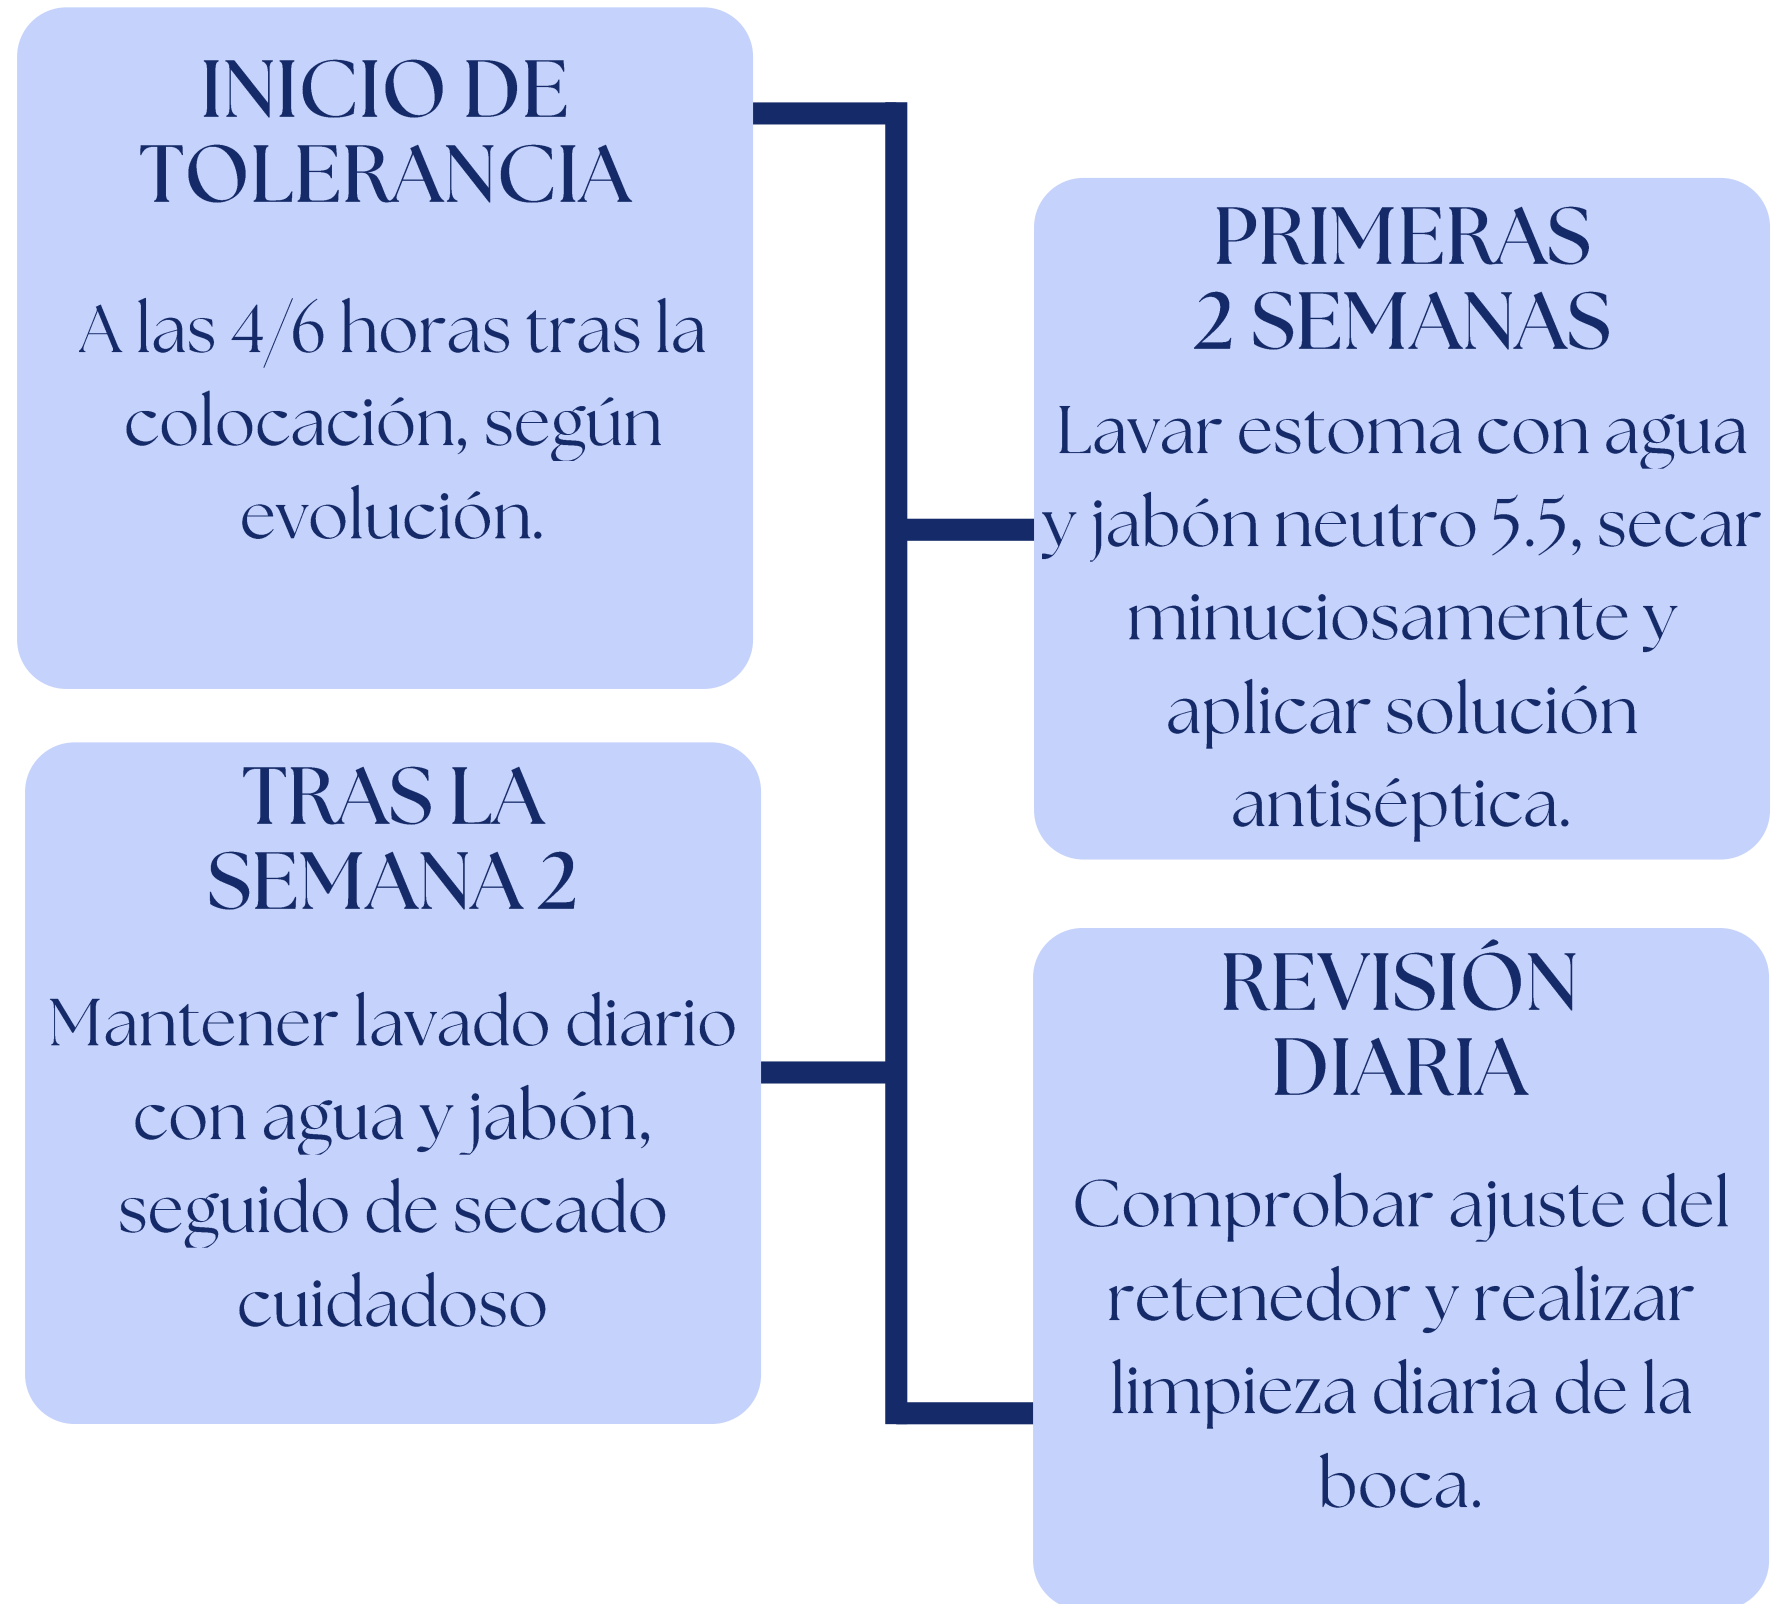 INICIO DE
TOLERANCIA
A las 4/6 horas tras la
colocación, según
evolución.
PRIMERAS
2 SEMANAS
Lavar estoma con agua
y jabón neutro 5.5, secar
minuciosamente y
aplicar solución
antiséptica.
TRAS LA
SEMANA 2
Mantener lavado diario
con agua y jabón,
seguido de secado
cuidadoso
REVISIÓN
DIARIA
Comprobar ajuste del
retenedor y realizar
limpieza diaria de la
boca.